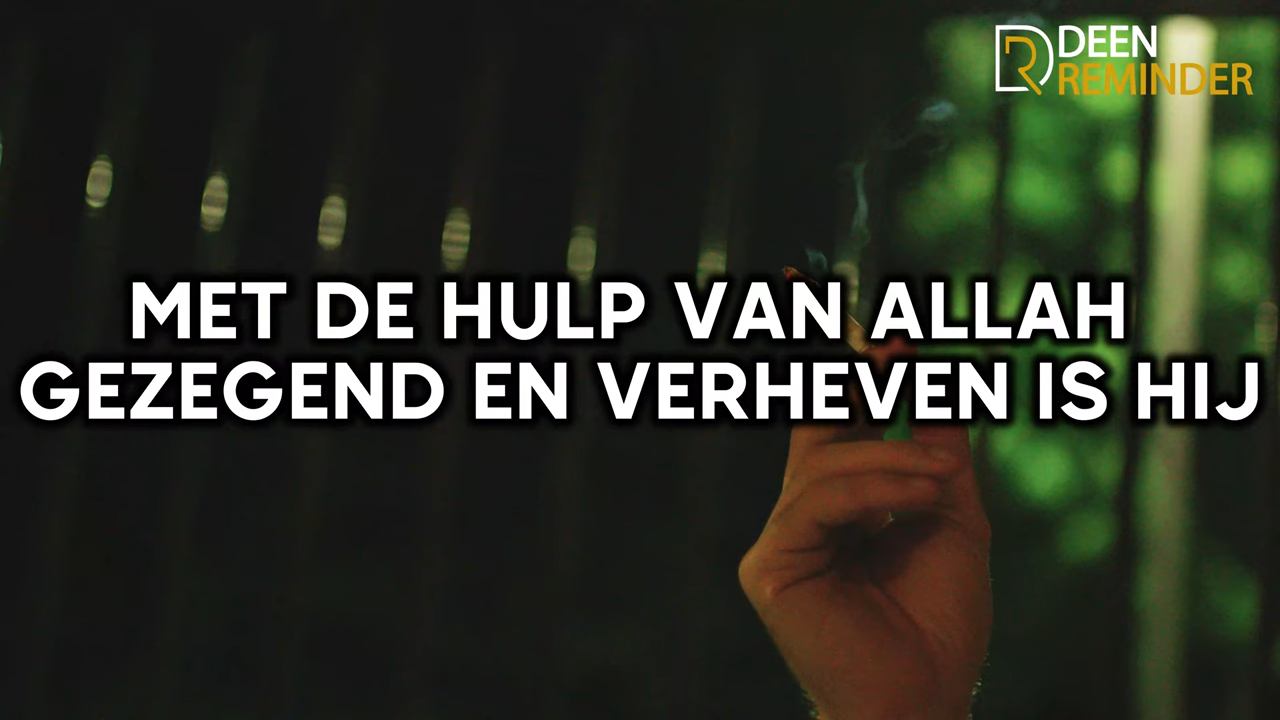 DEEN
REMINDER
MET DE HULP VAN ALLAH
GEZEGEND EN VERHEVEN IS HIJ